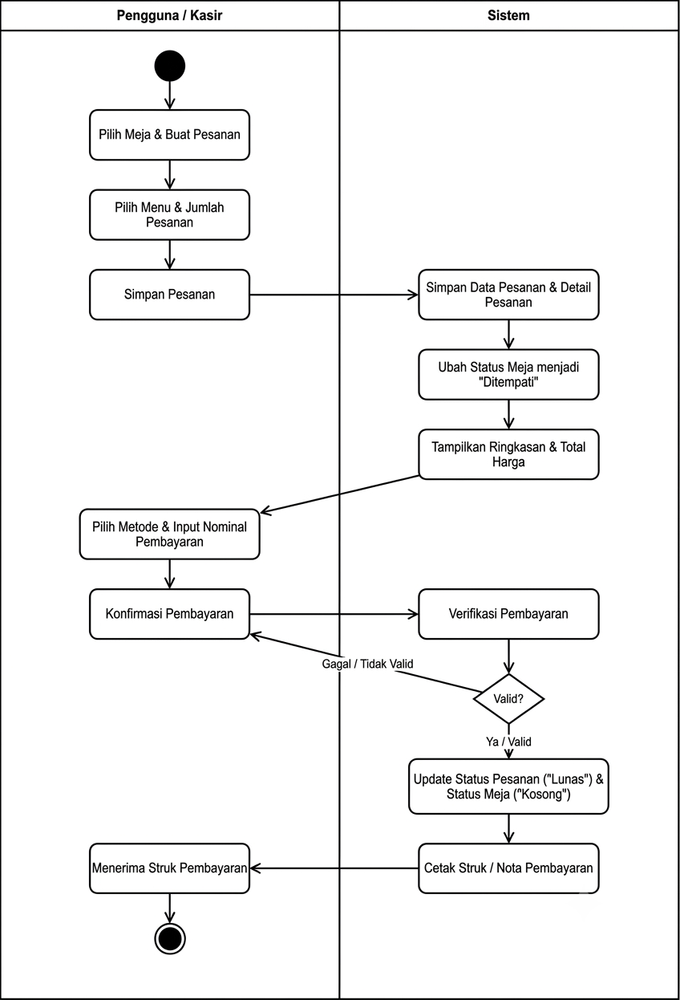 Pengguna / Kasir
Sistem
Pilih Meja & Buat Pesanan
Pilih Menu & Jumlah
Pesanan
Simpan Pesanan
Simpan Data Pesanan & Detail
Pesanan
Ubah Status Meja menjadi
"Ditempati"
Tampilkan Ringkasan & Total
Harga
Pilih Metode & Input Nominal
Pembayaran
Konfirmasi Pembayaran
Verifikasi Pembayaran
Gagal / Tidak Valid
Valid?
Ya / Valid
Update Status Pesanan ("Lunas") &
Status Meja ("Kosong")
Menerima Struk Pembayaran
Cetak Struk / Nota Pembayaran